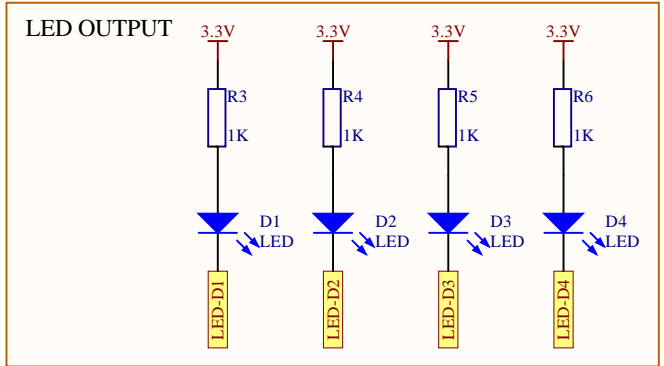 LED OUTPUT
3.3V 3.3V 3.3V 3.3V
R3 R4 R5 R6
1K 1K 1K 1K
D1 D2 D3 D4
LED LED LED LED
LED-D1 LED-D2 LED-D3 LED-D4